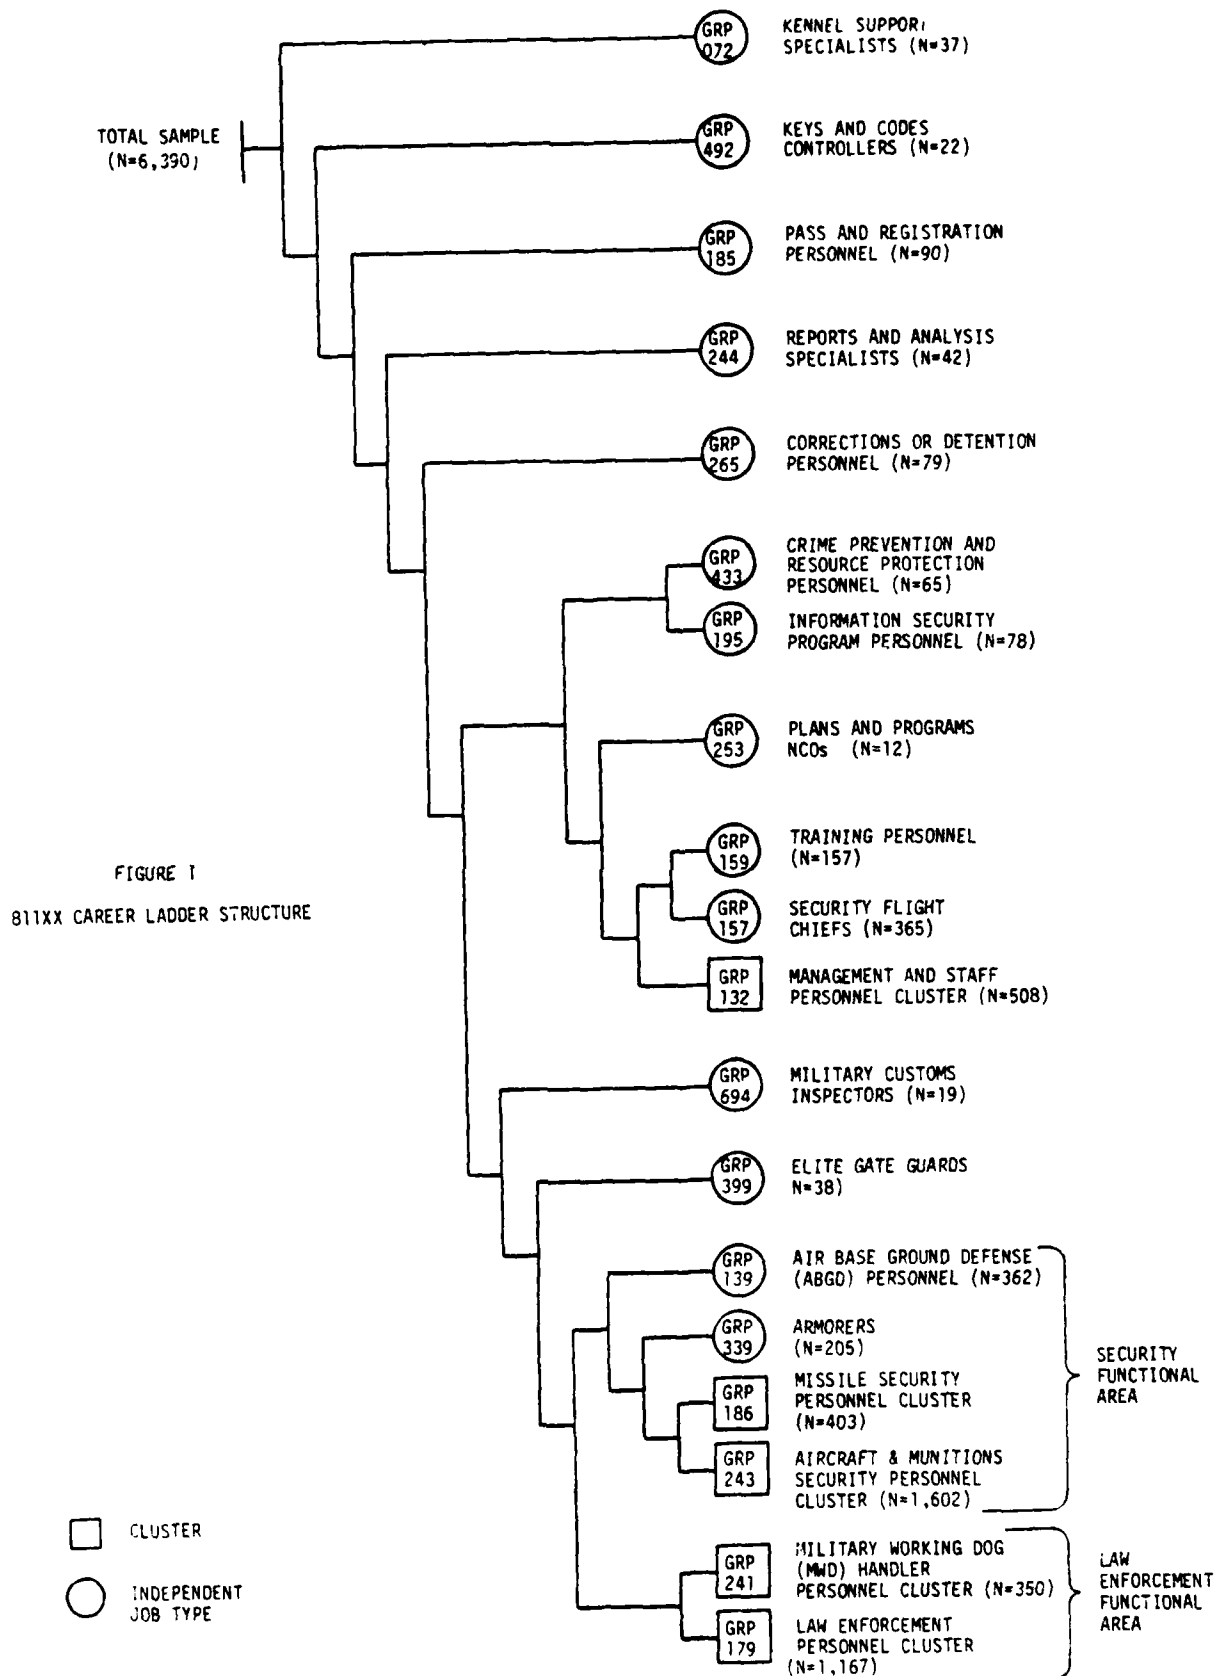 GRP
072
KENNEL SUPPORT
SPECIALISTS (N=37)
TOTAL SAMPLE
(N=6,390)
GRP
492
KEYS AND CODES
CONTROLLERS (N=22)
GRP
185
PASS AND REGISTRATION
PERSONNEL (N=90)
GRP
244
REPORTS AND ANALYSIS
SPECIALISTS (N=42)
GRP
265
CORRECTIONS OR DETENTION
PERSONNEL (N=79)
GRP
433
CRIME PREVENTION AND
RESOURCE PROTECTION
PERSONNEL (N=65)
GRP
195
INFORMATION SECURITY
PROGRAM PERSONNEL (N=78)
GRP
253
PLANS AND PROGRAMS
NCOs (N=12)
GRP
159
TRAINING PERSONNEL
(N=157)
GRP
157
SECURITY FLIGHT
CHIEFS (N=365)
GRP
132
MANAGEMENT AND STAFF
PERSONNEL CLUSTER (N=508)
FIGURE 1
811XX CAREER LADDER STRUCTURE
GRP
694
MILITARY CUSTOMS
INSPECTORS (N=19)
GRP
399
ELITE GATE GUARDS
N=38)
GRP
139
AIR BASE GROUND DEFENSE
(ABGD) PERSONNEL (N=362)
GRP
339
ARMORERS
(N=205)
GRP
186
MISSILE SECURITY
PERSONNEL CLUSTER
(N=403)
GRP
243
AIRCRAFT & MUNITIONS
SECURITY PERSONNEL
CLUSTER (N=1,602)
SECURITY
FUNCTIONAL
AREA
GRP
241
MILITARY WORKING DOG
(MWD) HANDLER
PERSONNEL CLUSTER (N=350)
GRP
179
LAW ENFORCEMENT
PERSONNEL CLUSTER
(N=1,167)
LAW
ENFORCEMENT
FUNCTIONAL
AREA
CLUSTER
INDEPENDENT
JOB TYPE